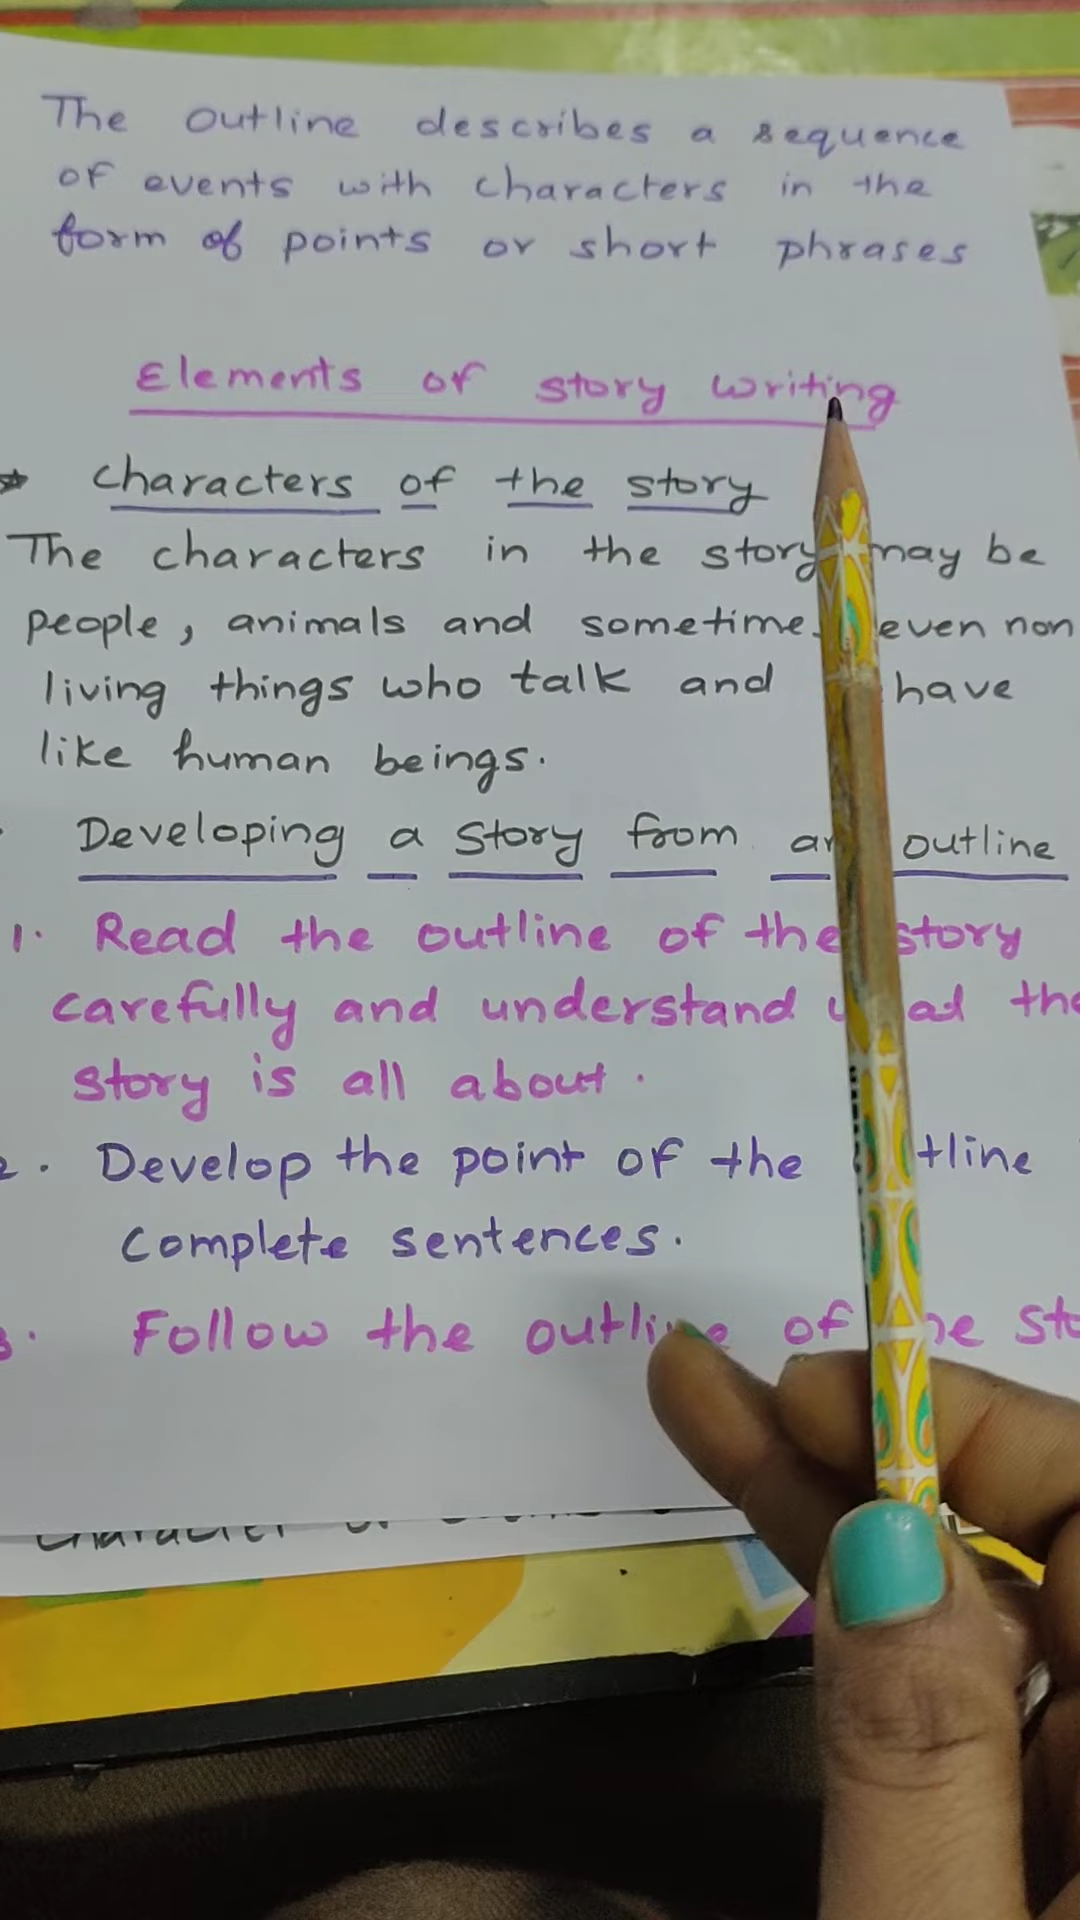 The outline describes a sequence
of events with characters in the
form of points or short phrases
Elements of story writing
characters of the story
The characters in the story may be
people, animals and sometime even non
living things who talk and have
like human beings.
Developing a story from an outline
1. Read the outline of the story
carefully and understand the
story is all about.
2. Develop the point of the
complete sentences.
3. Follow the outline of
character